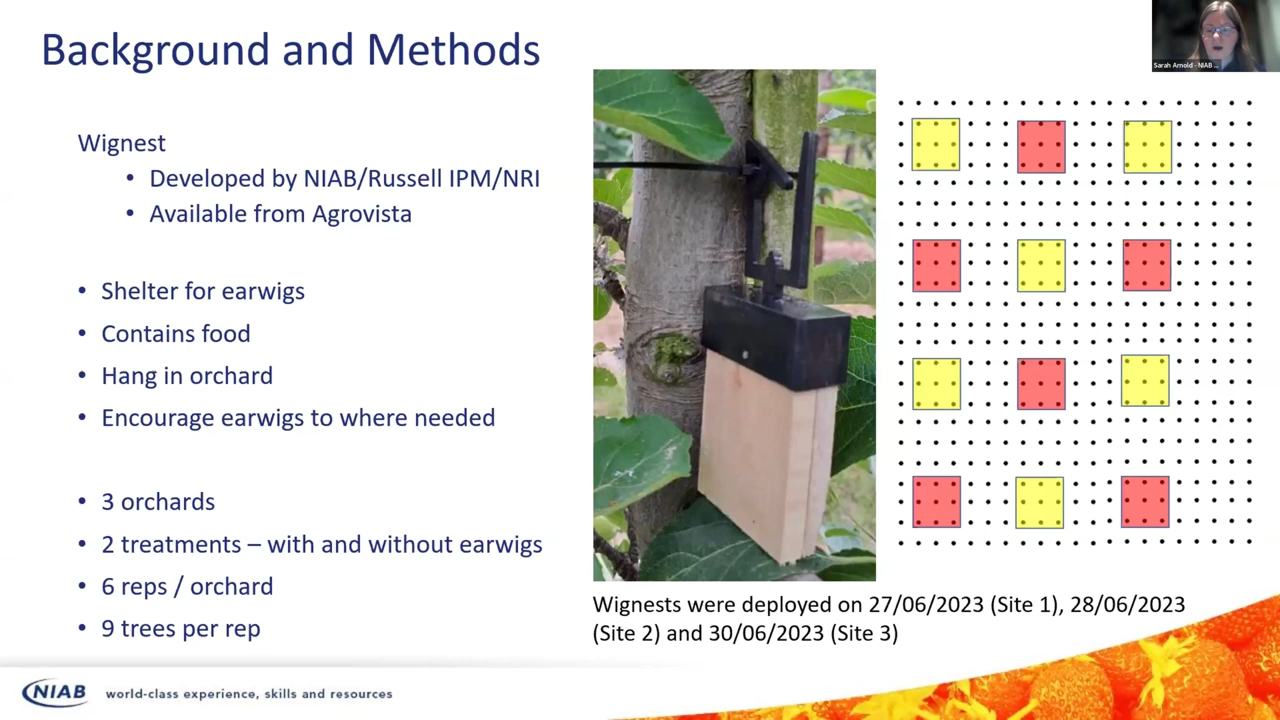 Background and Methods
Sarah Arnold - NIAB ...
Wignest
• Developed by NIAB/Russell IPM/NRI
• Available from Agrovista
• Shelter for earwigs
• Contains food
• Hang in orchard
• Encourage earwigs to where needed
• 3 orchards
• 2 treatments – with and without earwigs
• 6 reps / orchard
• 9 trees per rep
Wignests were deployed on 27/06/2023 (Site 1), 28/06/2023
(Site 2) and 30/06/2023 (Site 3)
NIAB world-class experience, skills and resources